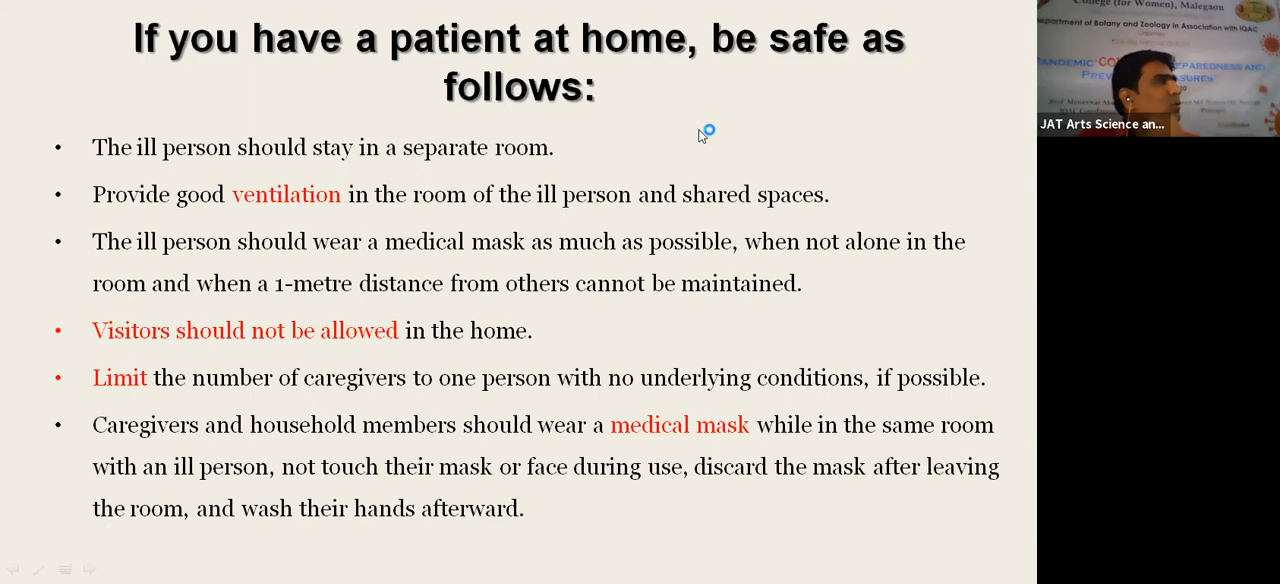 If you have a patient at home, be safe as
follows:
• The ill person should stay in a separate room.
• Provide good ventilation in the room of the ill person and shared spaces.
• The ill person should wear a medical mask as much as possible, when not alone in the
room and when a 1-metre distance from others cannot be maintained.
• Visitors should not be allowed in the home.
• Limit the number of caregivers to one person with no underlying conditions, if possible.
• Caregivers and household members should wear a medical mask while in the same room
with an ill person, not touch their mask or face during use, discard the mask after leaving
the room, and wash their hands afterward.
College (for Women), Malegaon
Department of Botany and Zoology in Association with IQAC
JAT Arts Science an...